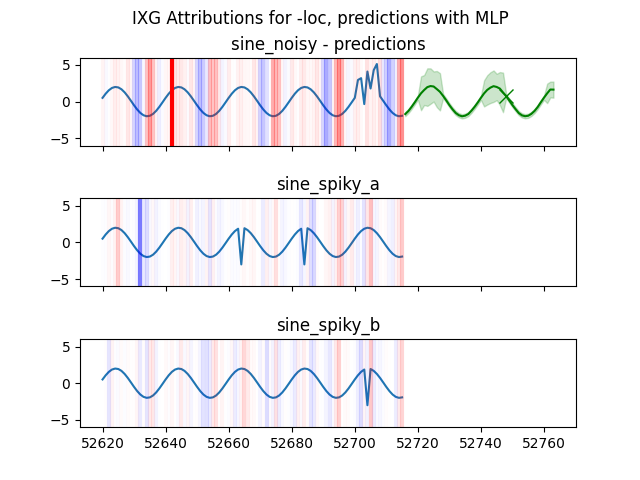 IXG Attributions for -loc, predictions with MLP
sine_noisy - predictions
5
0
−5
sine_spiky_a
5
0
−5
sine_spiky_b
5
0
−5
52620 52640 52660 52680 52700 52720 52740 52760